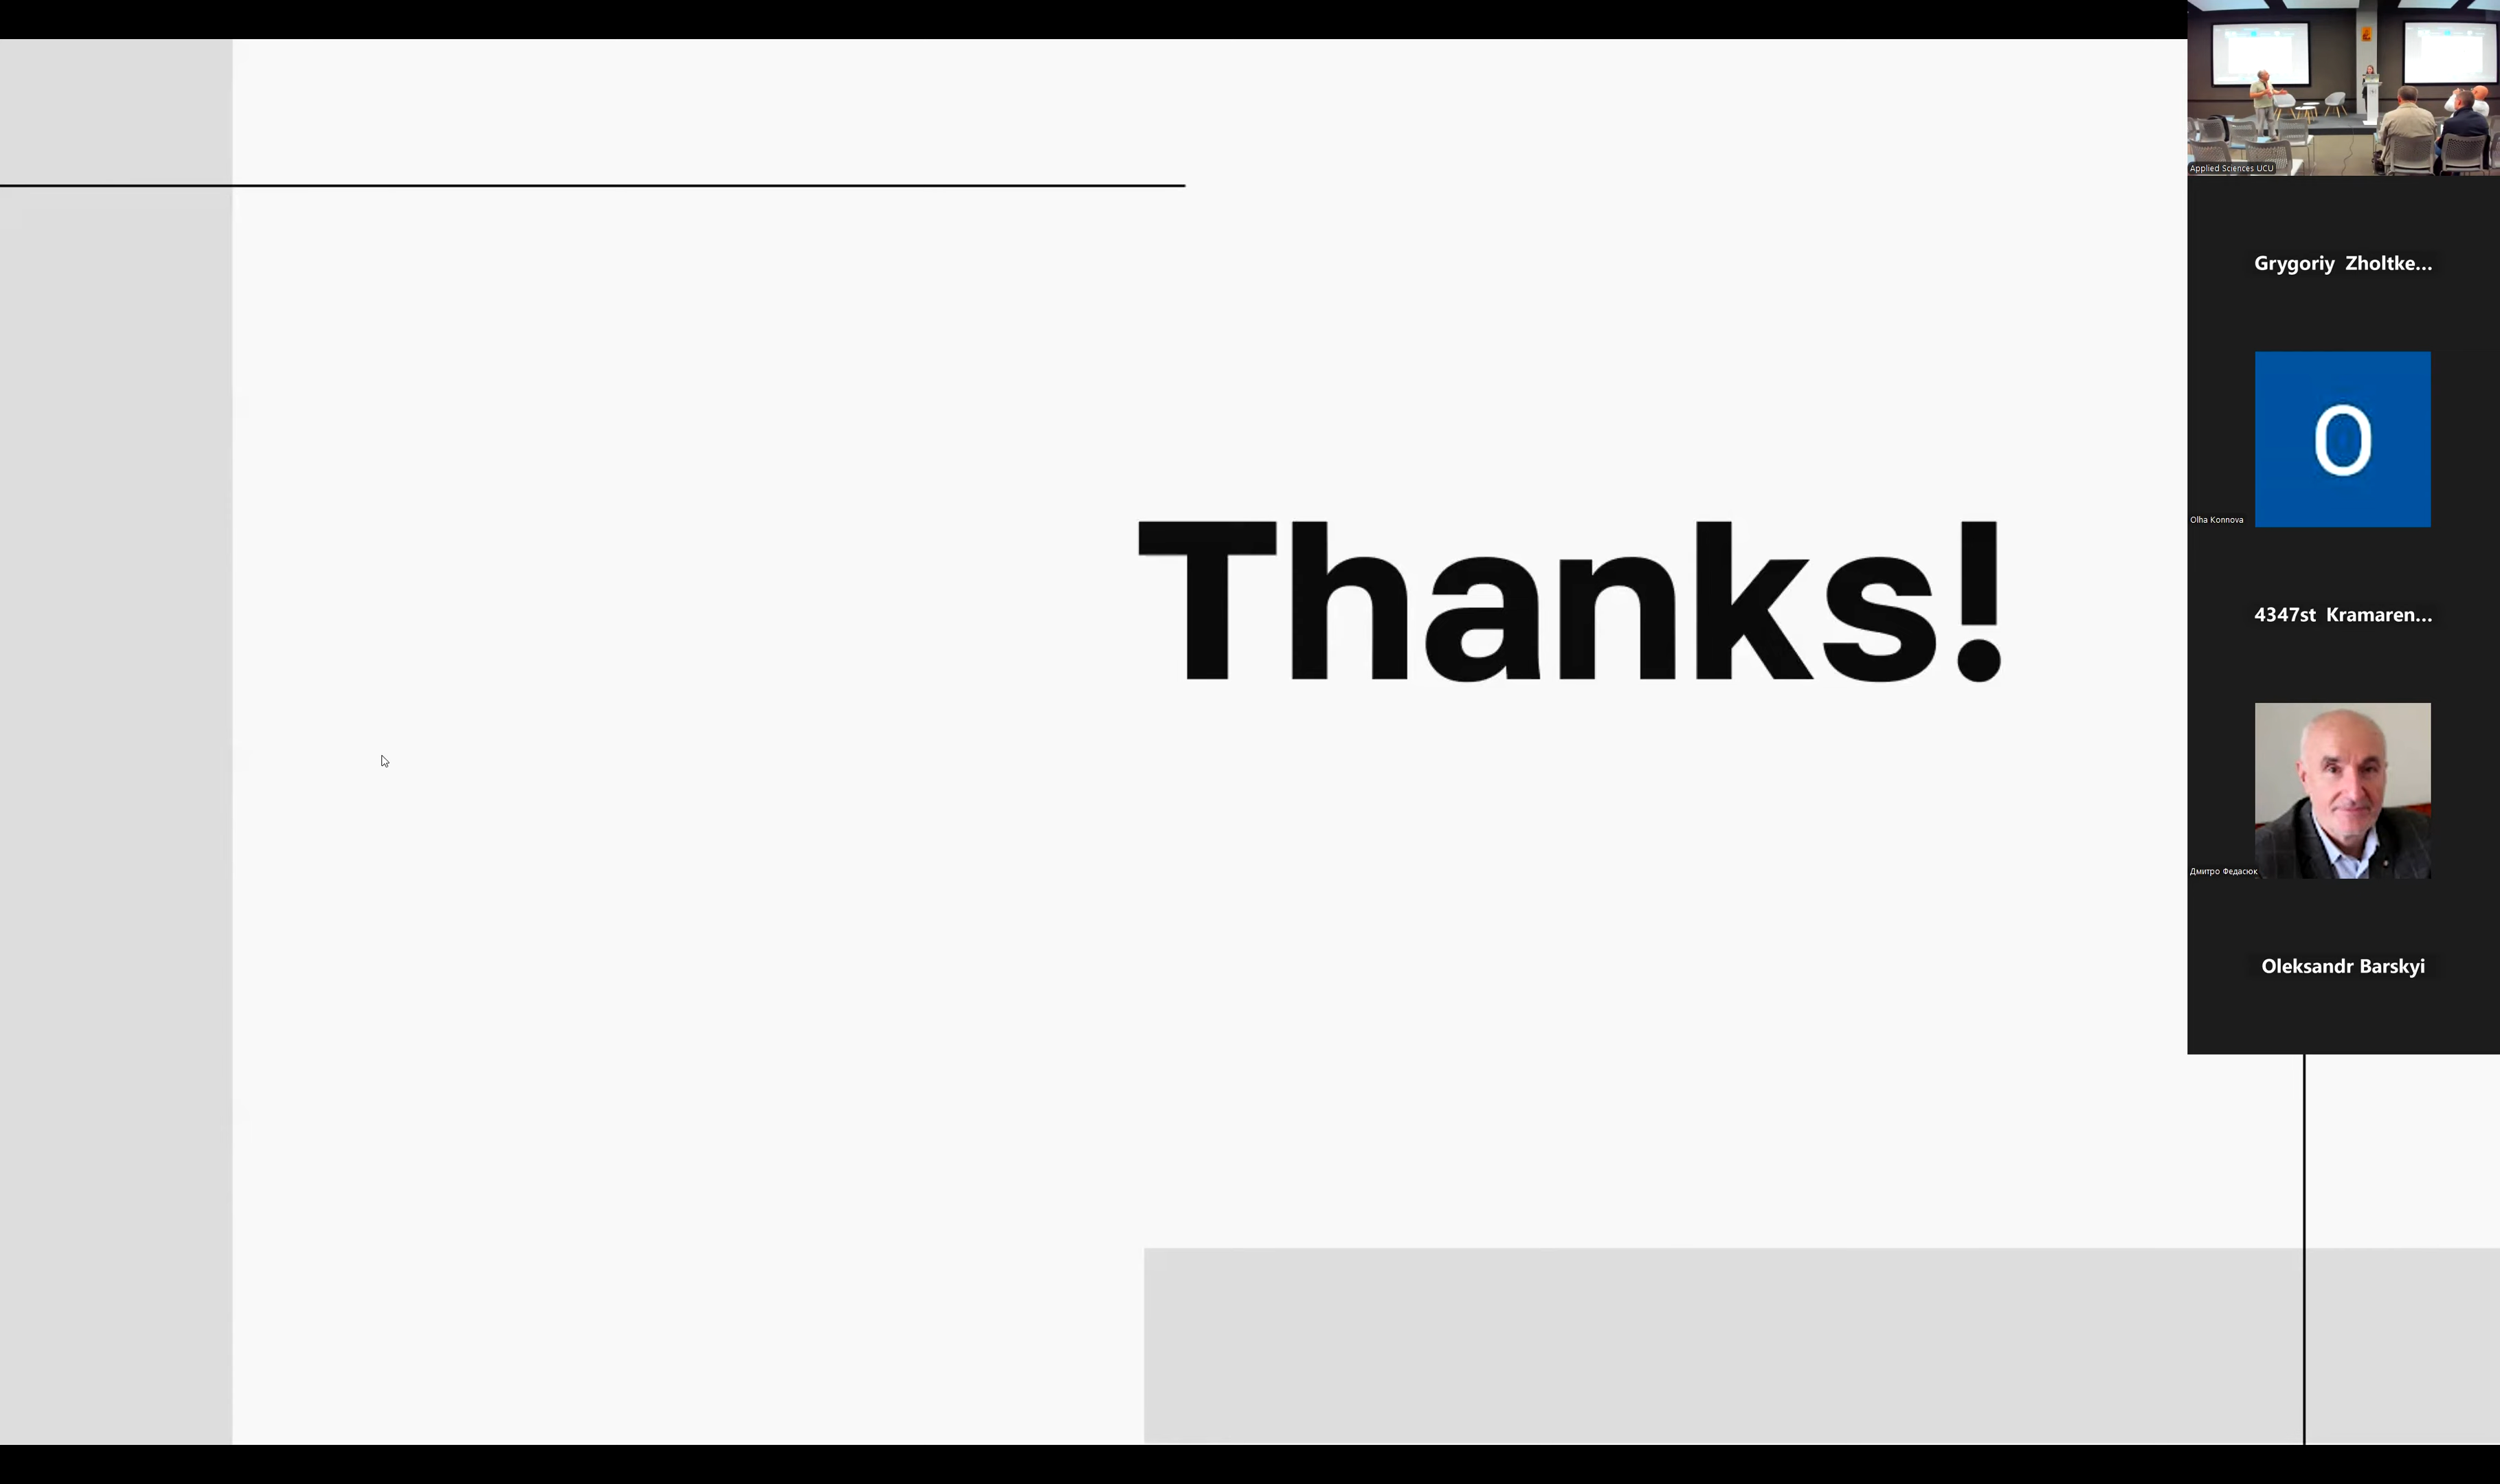 Thanks!
Applied Sciences UCU
Grygoriy Zholtke...
O
Olha Konnova
4347st Kramaren...
Дмитро Федасюк
Oleksandr Barskyi